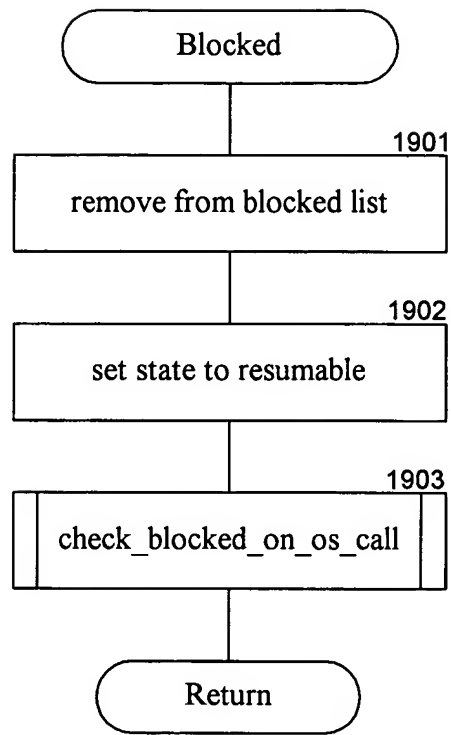 Blocked
1901
remove from blocked list
1902
set state to resumable
1903
check_blocked_on_os_call
Return